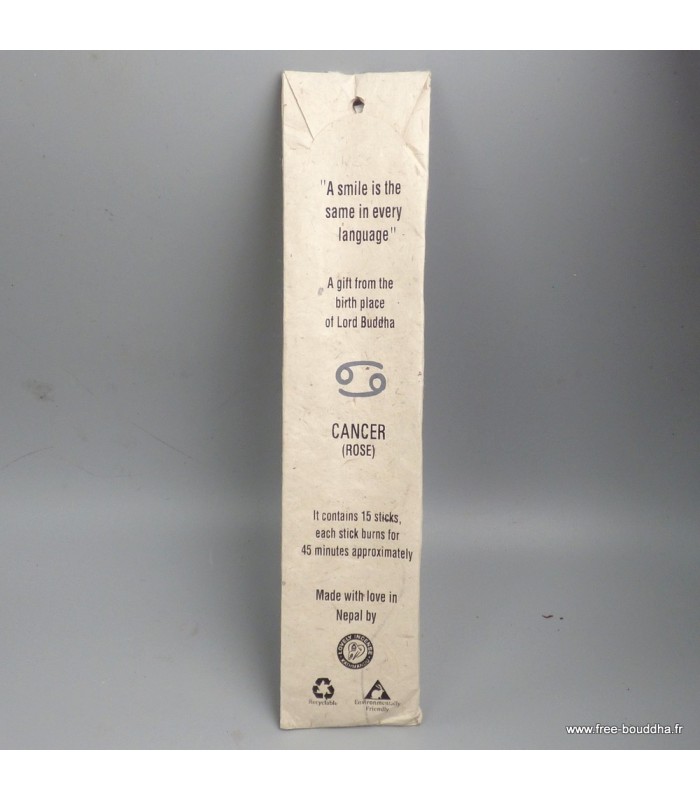 "A smile is the
same in every
language"
A gift from the
birth place
of Lord Buddha
CANCER
(ROSE)
It contains 15 sticks,
each stick burns for
45 minutes approximately
Made with love in
Nepal by
LOVELY INCENSE
Recyclable
Environmentally
Friendly
www.free-bouddha.fr